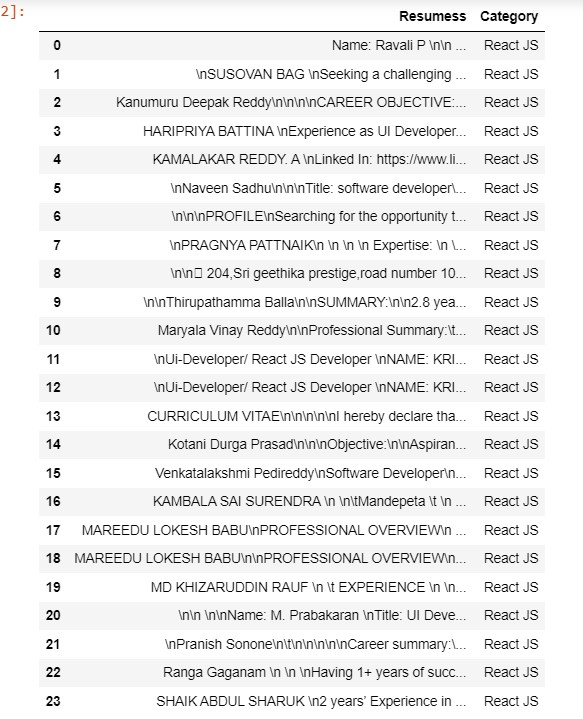 2]:
Resumess Category
0 Name: Ravali P \n\n ... React JS
1 \nSUSOVAN BAG \nSeeking a challenging ... React JS
2 Kanumuru Deepak Reddy\n\n\n\nCAREER OBJECTIVE:... React JS
3 HARIPRIYA BATTINA \nExperience as UI Developer... React JS
4 KAMALAKAR REDDY. A \nLinked In: https://www.li... React JS
5 \nNaveen Sadhu\n\n\nTitle: software developer\... React JS
6 \n\n\nPROFILE\nSearching for the opportunity t... React JS
7 \nPRAGNYA PATTNAIK\n \n \n \n Expertise: \n \... React JS
8 \n\n 204,Sri geethika prestige,road number 10... React JS
9 \n\nThirupathamma Balla\n\nSUMMARY:\n\n2.8 yea... React JS
10 Maryala Vinay Reddy\n\nProfessional Summary:\t... React JS
11 \nUi-Developer/ React JS Developer \nNAME: KRI... React JS
12 \nUi-Developer/ React JS Developer \nNAME: KRI... React JS
13 CURRICULUM VITAE\n\n\n\n\nI hereby declare tha... React JS
14 Kotani Durga Prasad\n\n\nObjective:\n\nAspiran... React JS
15 Venkatalakshmi Pedireddy\nSoftware Developer\n... React JS
16 KAMBALA SAI SURENDRA \n \n\tMandepeta \t \n ... React JS
17 MAREEDU LOKESH BABU\nPROFESSIONAL OVERVIEW\n ... React JS
18 MAREEDU LOKESH BABU\n\nPROFESSIONAL OVERVIEW\n... React JS
19 MD KHIZARUDDIN RAUF \n \t EXPERIENCE \n \n... React JS
20 \n\n \n\nName: M. Prabakaran \nTitle: UI Deve... React JS
21 \nPranish Sonone\n\t\n\n\n\n\nCareer summary:\... React JS
22 Ranga Gaganam \n \n \nHaving 1+ years of succ... React JS
23 SHAIK ABDUL SHARUK \n2 years' Experience in ... React JS